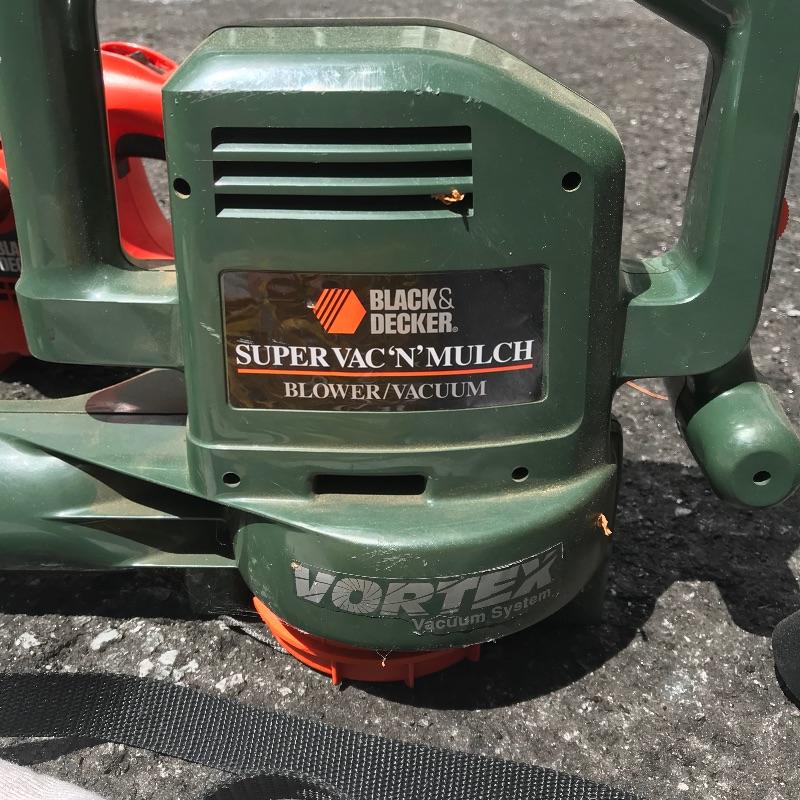 BLACK&
DECKER®
SUPER VAC 'N' MULCH
BLOWER/VACUUM
VORTEX
Vacuum System